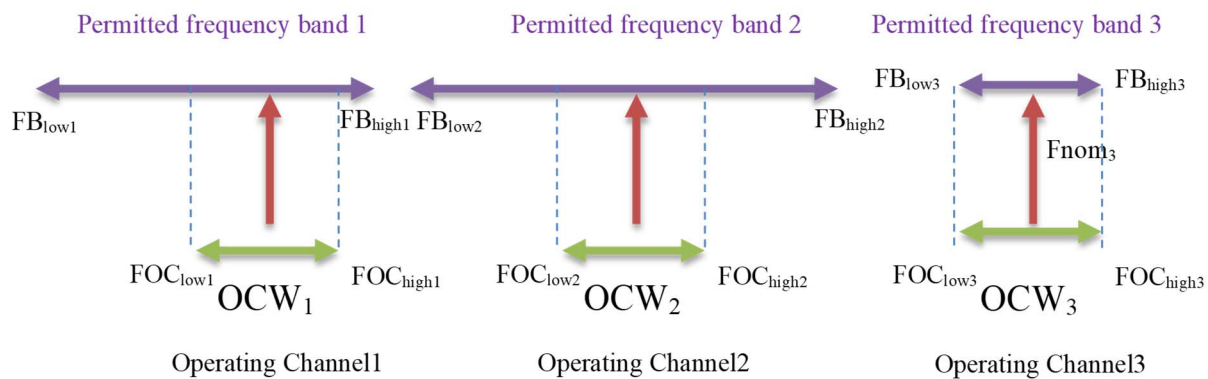 Permitted frequency band 1
Permitted frequency band 2
Permitted frequency band 3
FBlow1
FBhigh1
FBlow2
FBhigh2
FBlow3
FBhigh3
Fnom3
FOClow1
FOChigh1
FOClow2
FOChigh2
FOClow3
FOChigh3
OCW1
OCW2
OCW3
Operating Channel1
Operating Channel2
Operating Channel3